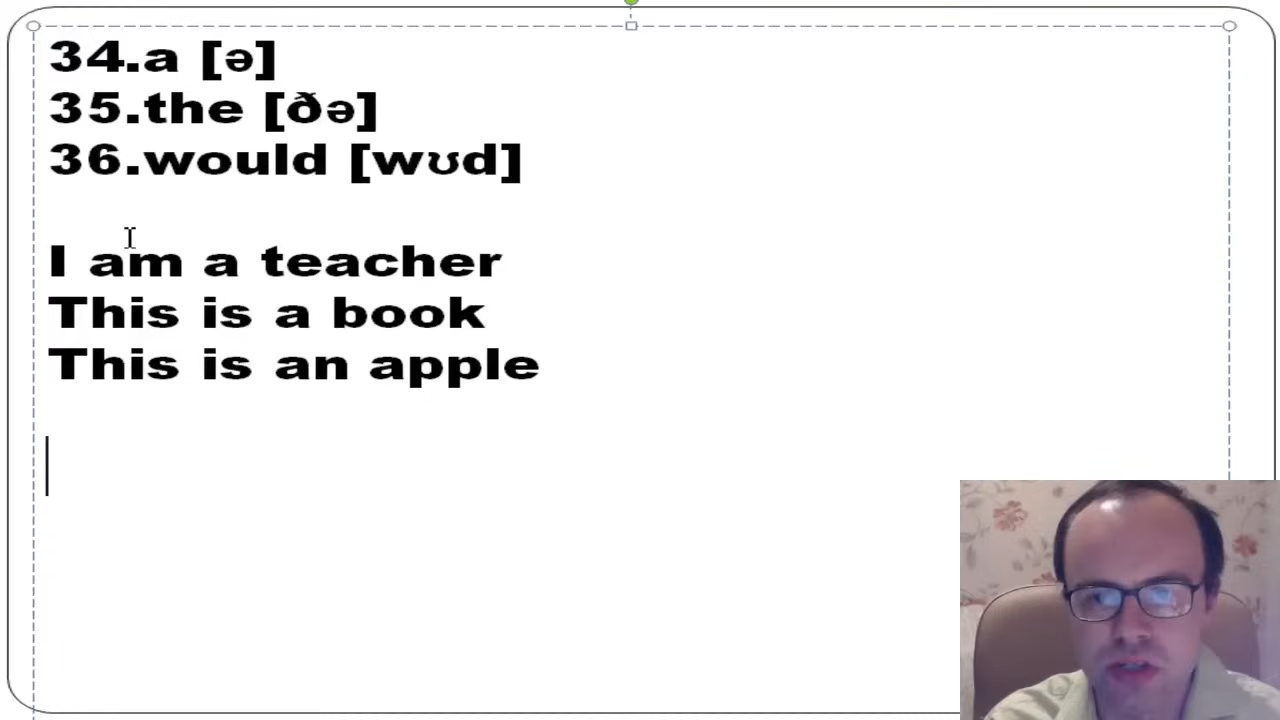 34.a [ə]
35.the [ðə]
36.would [wʊd]
I am a teacher
This is a book
This is an apple